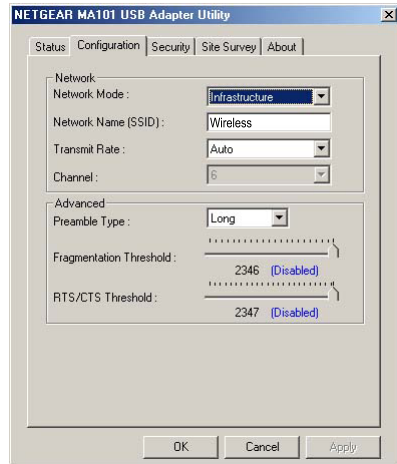 NETGEAR MA101 USB Adapter Utility
Status Configuration Security Site Survey About
Network
Network Mode : Infrastructure
Network Name (SSID) : Wireless
Transmit Rate : Auto
Channel : 6
Advanced
Preamble Type : Long
Fragmentation Threshold :
2346 (Disabled)
RTS/CTS Threshold :
2347 (Disabled)
OK Cancel Apply